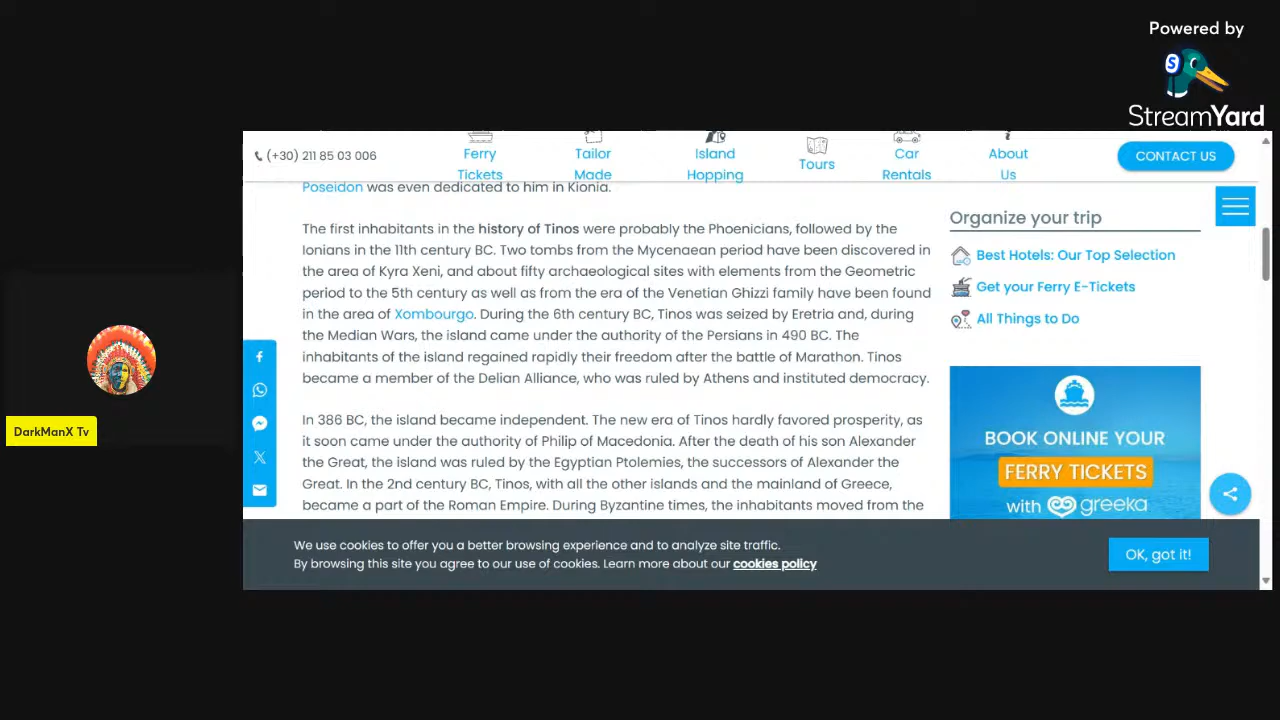 Powered by
StreamYard
(+30) 211 85 03 006
Ferry
Tickets
Tailor
Made
Island
Hopping
Tours
Car
Rentals
About
Us
CONTACT US
Poseidon was even dedicated to him in Kionia.
The first inhabitants in the history of Tinos were probably the Phoenicians, followed by the
Ionians in the 11th century BC. Two tombs from the Mycenaean period have been discovered in
the area of Kyra Xeni, and about fifty archaeological sites with elements from the Geometric
period to the 5th century as well as from the era of the Venetian Ghizzi family have been found
in the area of Xombourgo. During the 6th century BC, Tinos was seized by Eretria and, during
the Median Wars, the island came under the authority of the Persians in 490 BC. The
inhabitants of the island regained rapidly their freedom after the battle of Marathon. Tinos
became a member of the Delian Alliance, who was ruled by Athens and instituted democracy.
In 386 BC, the island became independent. The new era of Tinos hardly favored prosperity, as
it soon came under the authority of Philip of Macedonia. After the death of his son Alexander
the Great, the island was ruled by the Egyptian Ptolemies, the successors of Alexander the
Great. In the 2nd century BC, Tinos, with all the other islands and the mainland of Greece,
became a part of the Roman Empire. During Byzantine times, the inhabitants moved from the
Organize your trip
Best Hotels: Our Top Selection
Get your Ferry E-Tickets
All Things to Do
BOOK ONLINE YOUR
FERRY TICKETS
with greeka
DarkManX Tv
We use cookies to offer you a better browsing experience and to analyze site traffic.
By browsing this site you agree to our use of cookies. Learn more about our cookies policy
OK, got it!